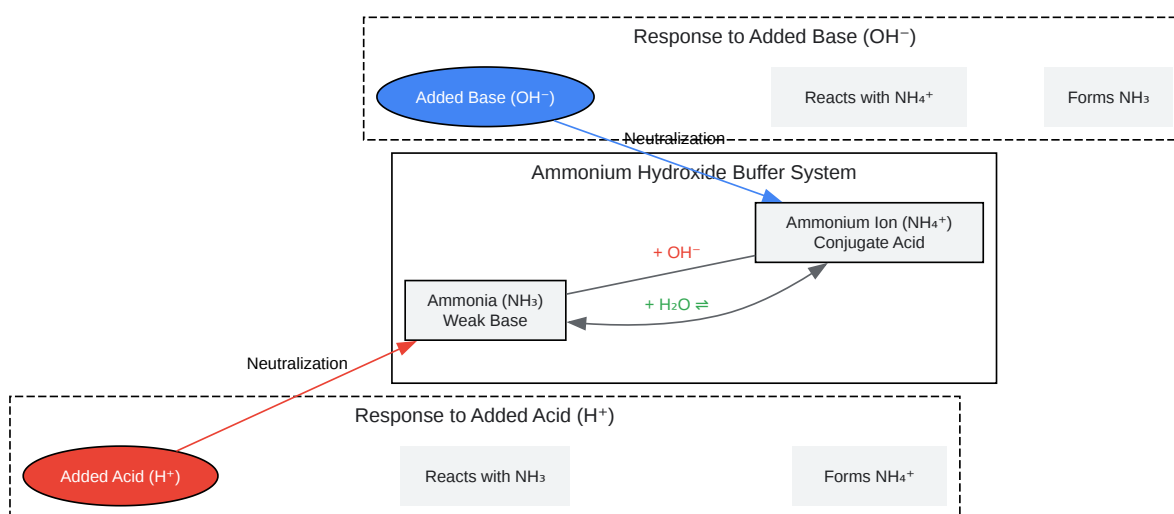 Response to Added Base (OH⁻)
Added Base (OH⁻)
Reacts with NH₄⁺
Forms NH₃
Neutralization
Ammonium Hydroxide Buffer System
Ammonium Ion (NH₄⁺)
Conjugate Acid
+ OH⁻
Ammonia (NH₃)
Weak Base
+ H₂O ⇌
Neutralization
Response to Added Acid (H⁺)
Added Acid (H⁺)
Reacts with NH₃
Forms NH₄⁺